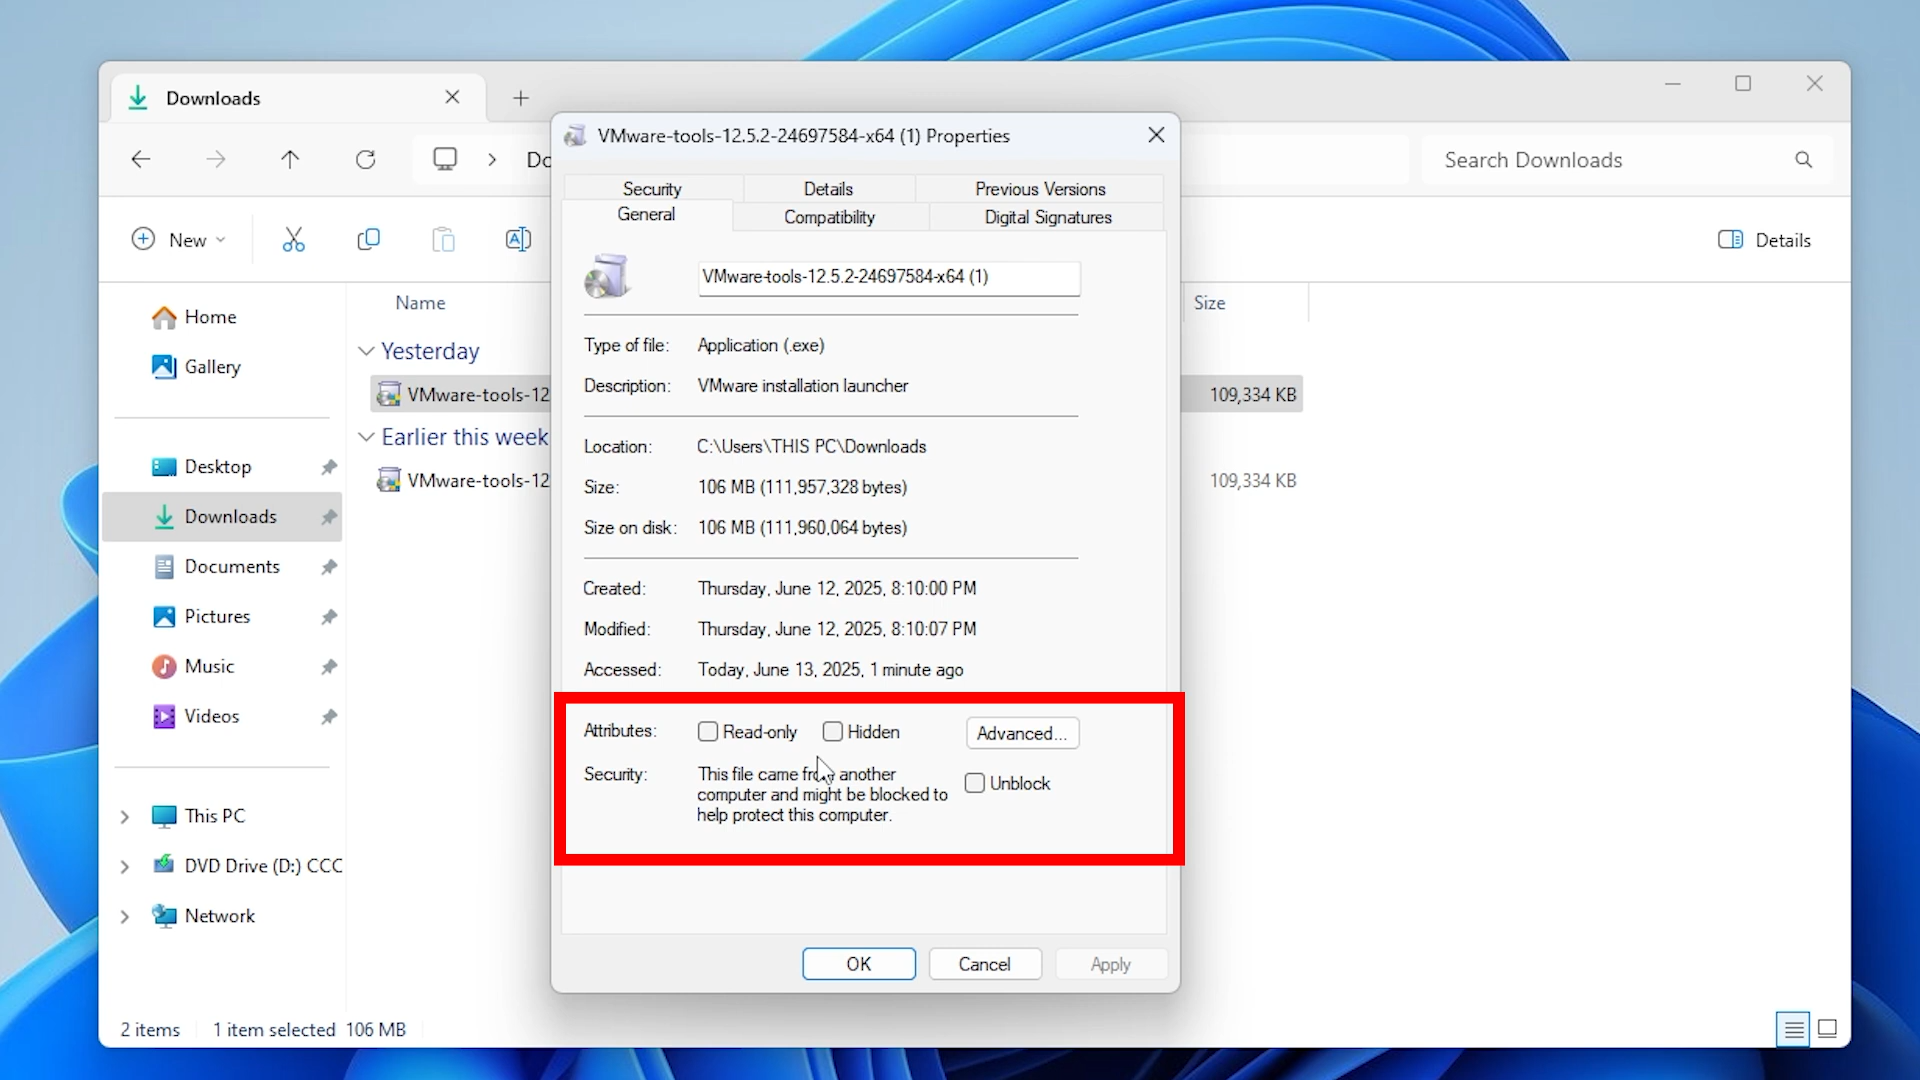 Downloads
VMware-tools-12.5.2-24697584-x64 (1) Properties
Do
Search Downloads
Security Details Previous Versions
General Compatibility Digital Signatures
New
Details
VMware-tools-12.5.2-24697584-x64 (1)
Name
Size
Home
Gallery
Yesterday
VMware-tools-12
109,334 KB
Earlier this week
VMware-tools-12
109,334 KB
Type of file: Application (.exe)
Description: VMware installation launcher
Location: C:\Users\THIS PC\Downloads
Size: 106 MB (111,957,328 bytes)
Size on disk: 106 MB (111,960,064 bytes)
Created: Thursday, June 12, 2025, 8:10:00 PM
Modified: Thursday, June 12, 2025, 8:10:07 PM
Accessed: Today, June 13, 2025, 1 minute ago
Attributes: Read-only Hidden Advanced...
Security: This file came from another
computer and might be blocked to
help protect this computer.
Unblock
OK Cancel Apply
Desktop
Downloads
Documents
Pictures
Music
Videos
This PC
DVD Drive (D:) CCC
Network
2 items 1 item selected 106 MB